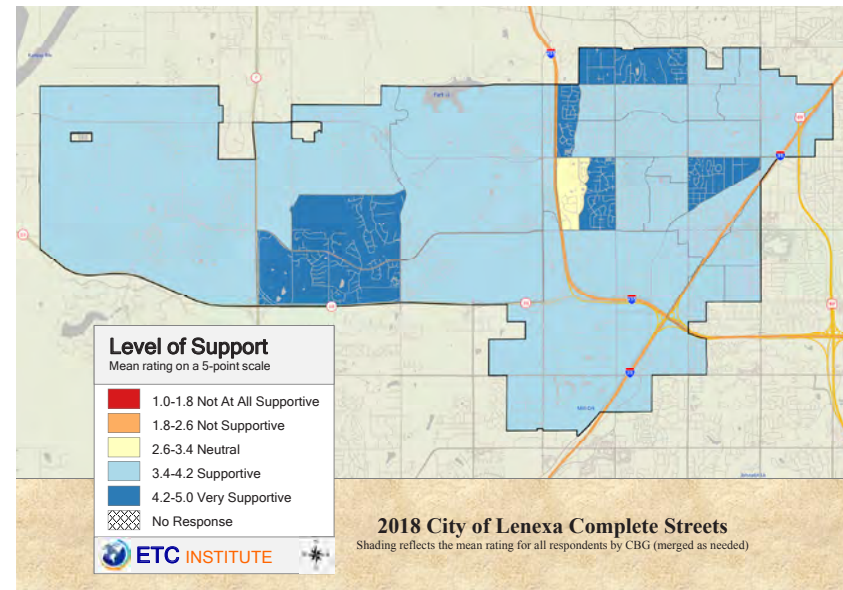 Level of Support
Mean rating on a 5-point scale
1.0-1.8 Not At All Supportive
1.8-2.6 Not Supportive
2.6-3.4 Neutral
3.4-4.2 Supportive
4.2-5.0 Very Supportive
No Response
ETC INSTITUTE
2018 City of Lenexa Complete Streets
Shading reflects the mean rating for all respondents by CBG (merged as needed)